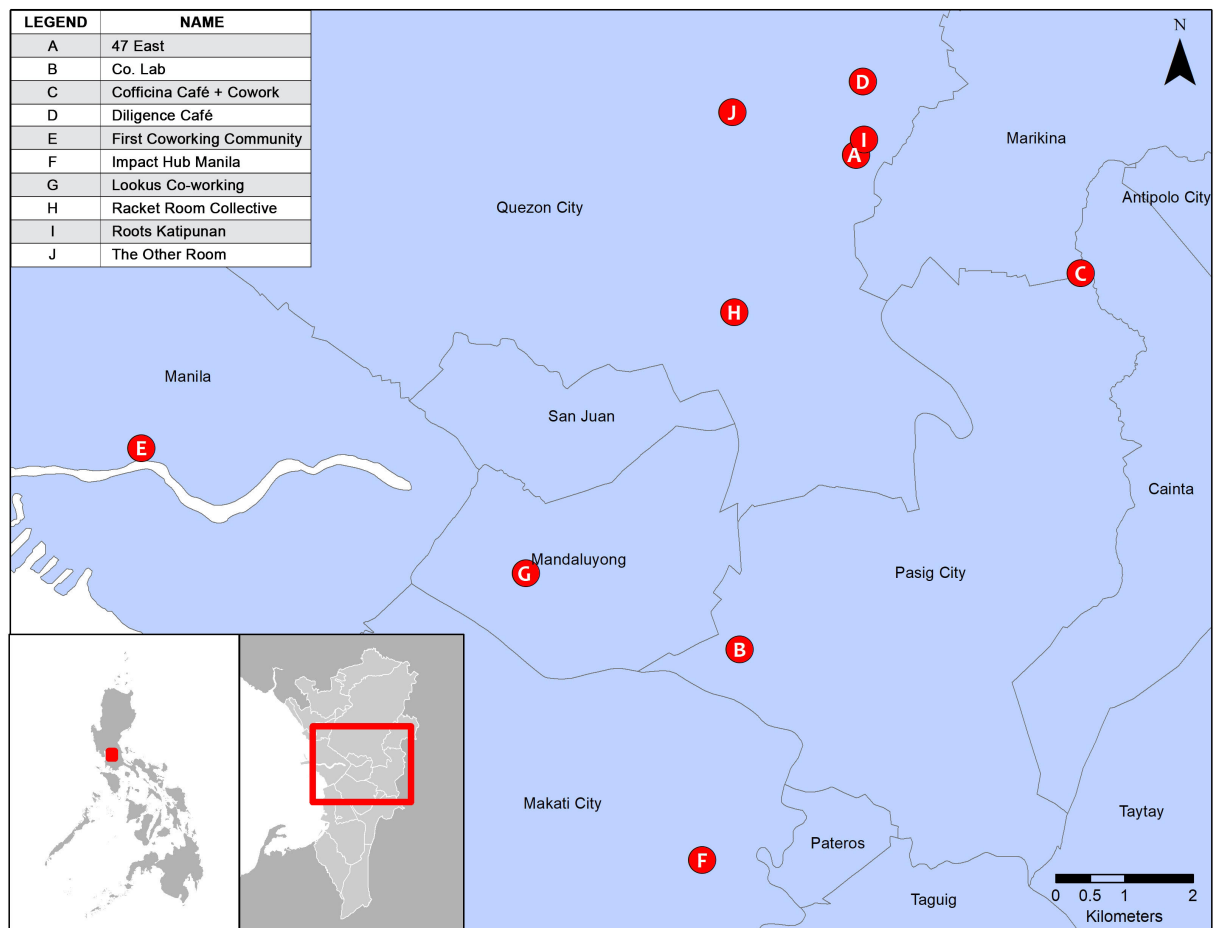 LEGEND NAME
A 47 East
B Co. Lab
C Cofficina Café + Cowork
D Diligence Café
E First Coworking Community
F Impact Hub Manila
G Lookus Co-working
H Racket Room Collective
I Roots Katipunan
J The Other Room
N
D
J
I
A
Marikina
Antipolo City
Quezon City
C
H
Manila
San Juan
E
Cainta
Mandaluyong
G
Pasig City
B
Makati City
Taytay
Pateros
F
Taguig
0 0.5 1 2
Kilometers